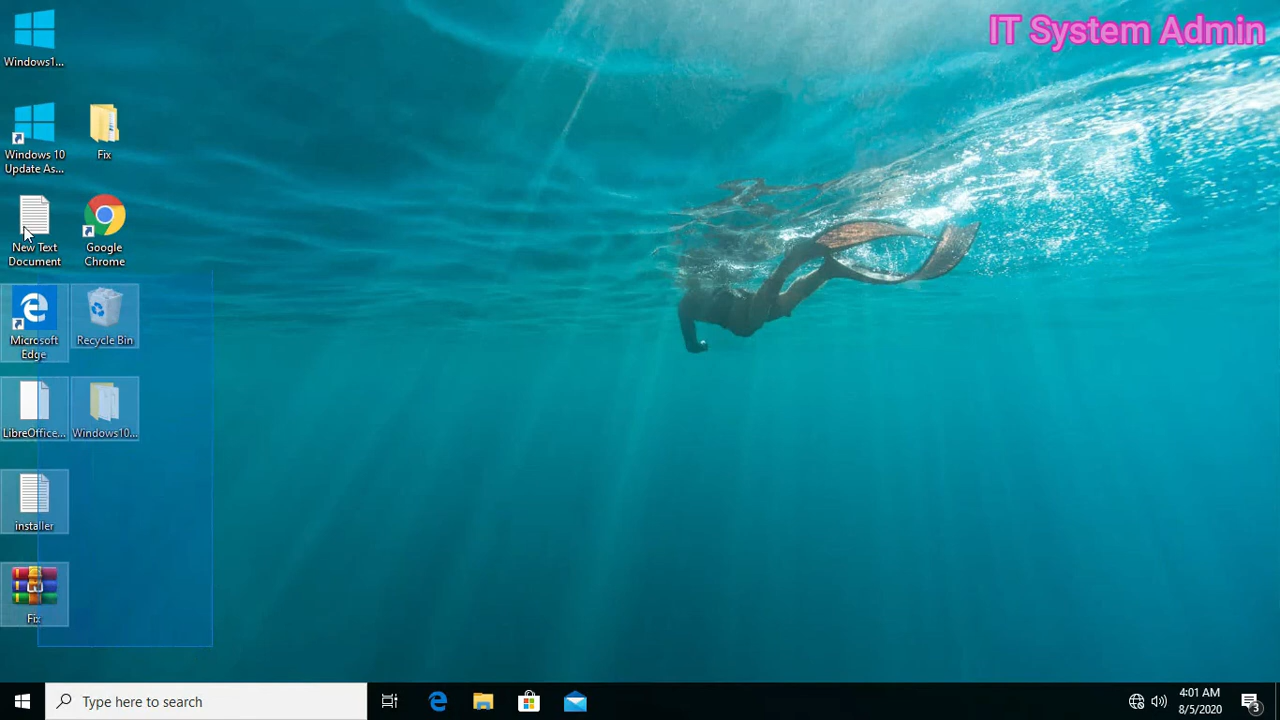 IT System Admin
Windows1...
Windows 10
Update As...
Fix
New Text
Document
Google
Chrome
Microsoft
Edge
Recycle Bin
LibreOffice...
Windows10...
installer
Fix
Type here to search
4:01 AM
8/5/2020
3